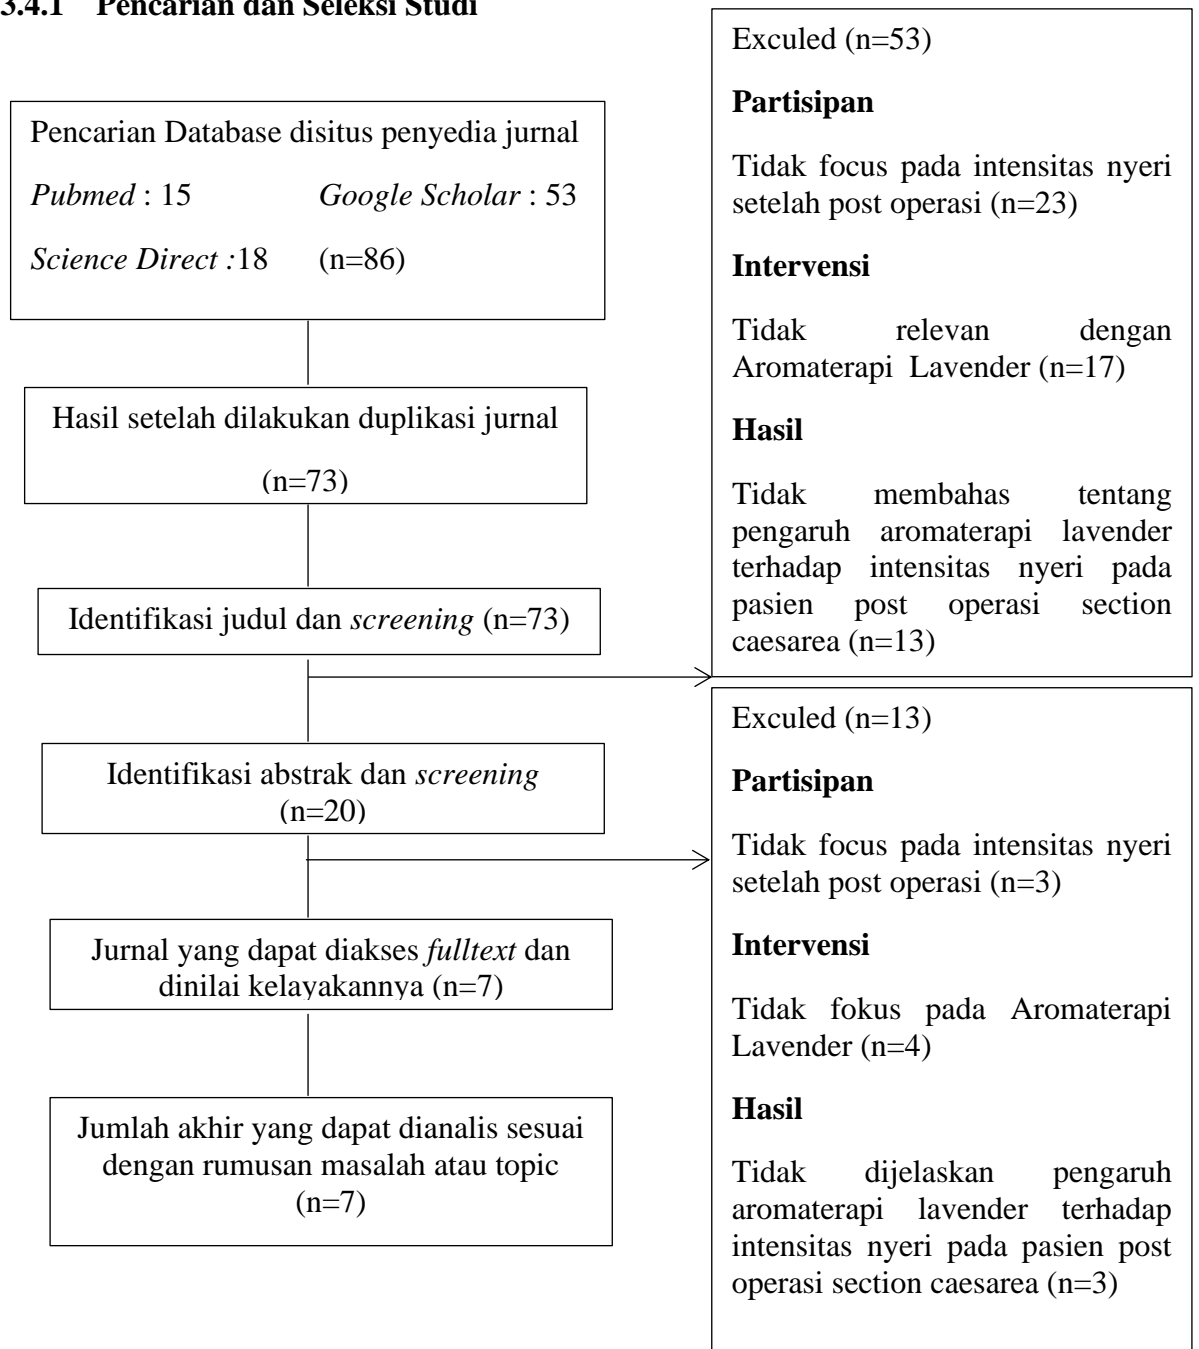 3.4.1 Pencarian dan Seleksi Studi
Pencarian Database disitus penyedia jurnal
Pubmed : 15 Google Scholar : 53
Science Direct :18 (n=86)
Hasil setelah dilakukan duplikasi jurnal
(n=73)
Identifikasi judul dan screening (n=73)
Exculed (n=53)
Partisipan
Tidak focus pada intensitas nyeri
setelah post operasi (n=23)
Intervensi
Tidak relevan dengan
Aromaterapi Lavender (n=17)
Hasil
Tidak membahas tentang
pengaruh aromaterapi lavender
terhadap intensitas nyeri pada
pasien post operasi section
caesarea (n=13)
Identifikasi abstrak dan screening
(n=20)
Exculed (n=13)
Partisipan
Tidak focus pada intensitas nyeri
setelah post operasi (n=3)
Intervensi
Tidak fokus pada Aromaterapi
Lavender (n=4)
Hasil
Tidak dijelaskan pengaruh
aromaterapi lavender terhadap
intensitas nyeri pada pasien post
operasi section caesarea (n=3)
Jurnal yang dapat diakses fulltext dan
dinilai kelayakannya (n=7)
Jumlah akhir yang dapat dianalis sesuai
dengan rumusan masalah atau topic
(n=7)